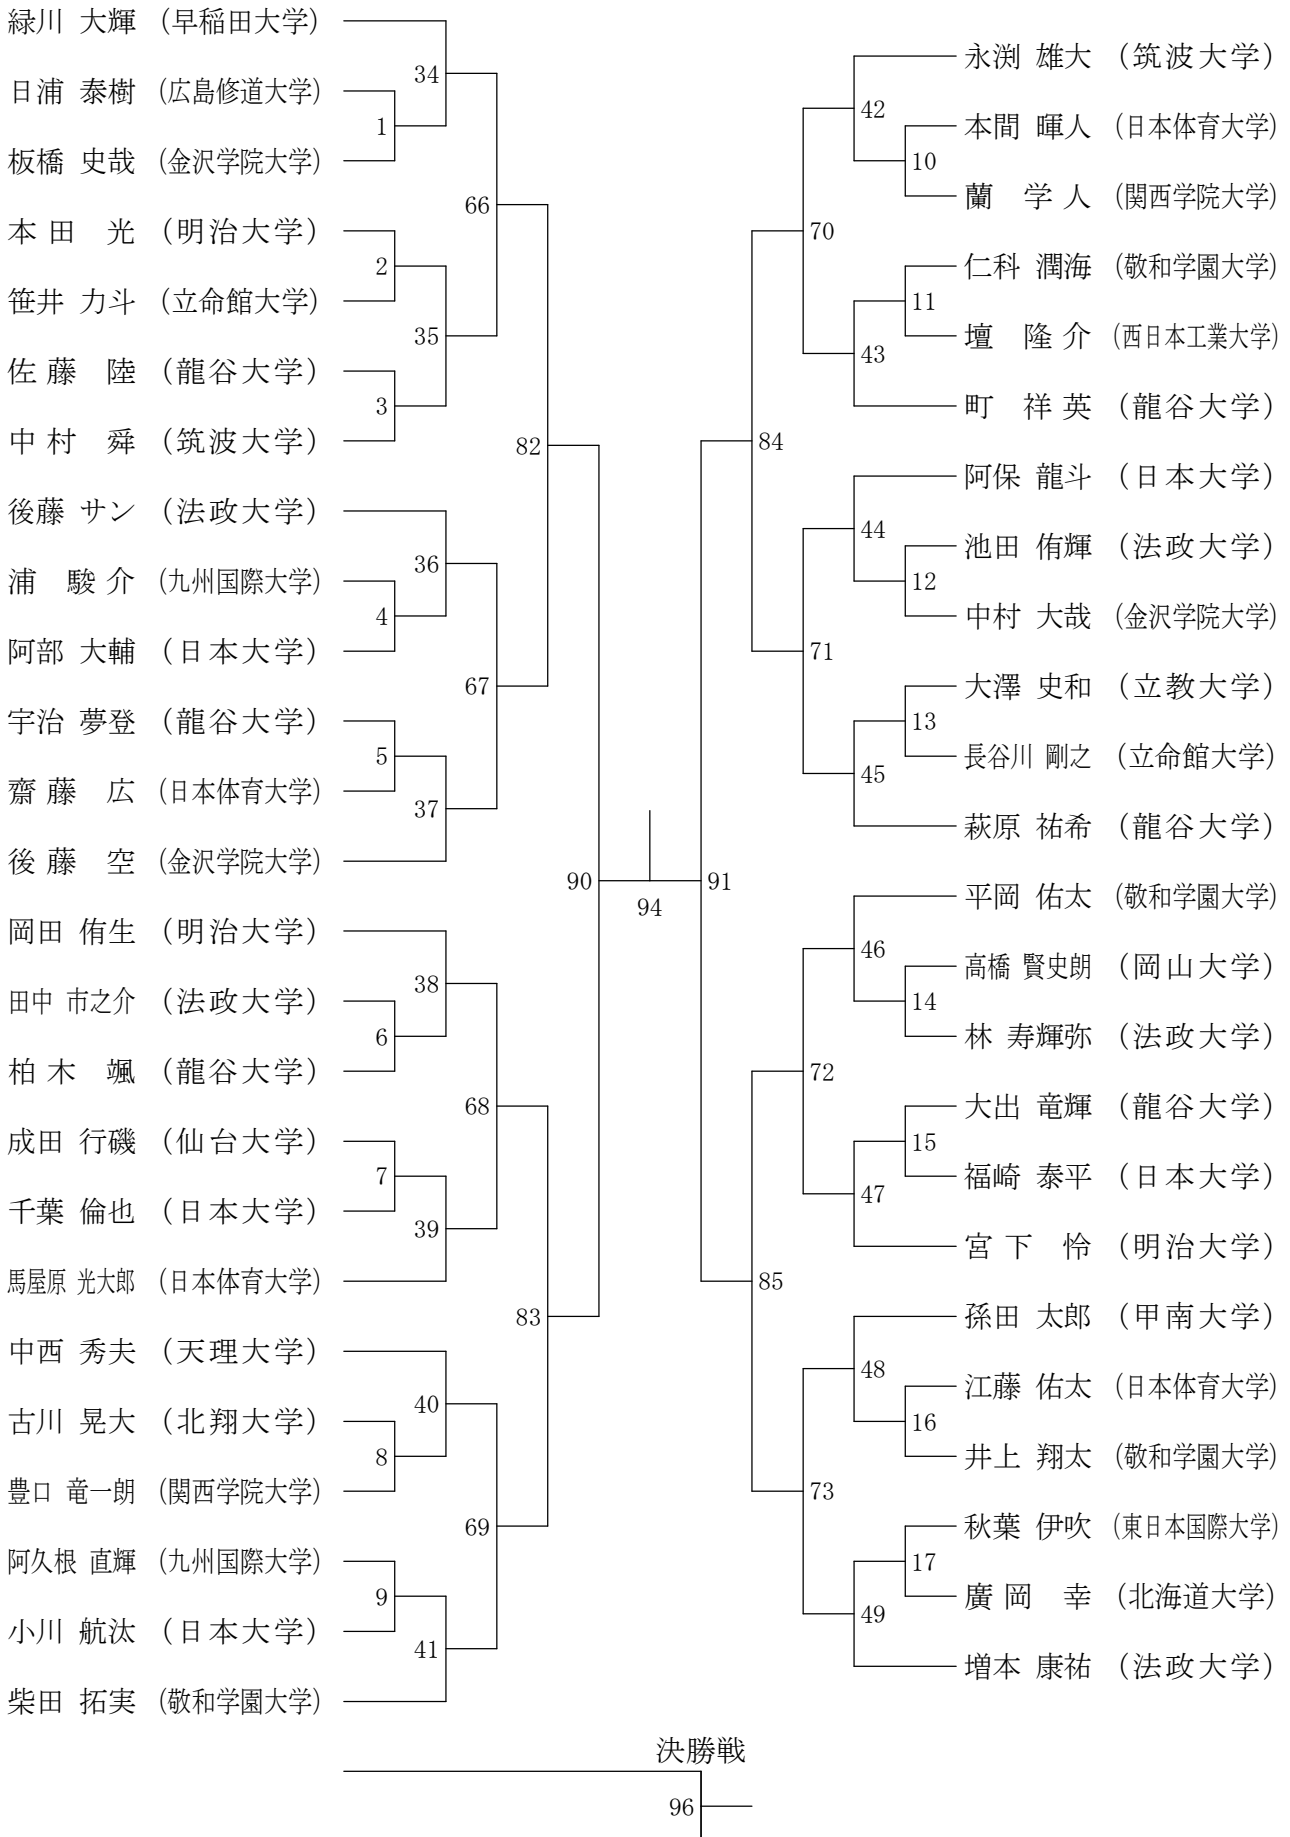 緑川 大輝 （早稲田大学）
34
日浦 泰樹 （広島修道大学）
1
板橋 史哉 （金沢学院大学）
66
本田 光 （明治大学）
2
笹井 力斗 （立命館大学）
35
佐藤 陸 （龍谷大学）
3
中村 舜 （筑波大学）
82
後藤 サン （法政大学）
36
浦 駿介 （九州国際大学）
4
阿部 大輔 （日本大学）
67
宇治 夢登 （龍谷大学）
5
齋藤 広 （日本体育大学）
37
後藤 空 （金沢学院大学）
90
岡田 侑生 （明治大学）
38
田中 市之介 （法政大学）
6
柏木 颯 （龍谷大学）
68
成田 行磯 （仙台大学）
7
千葉 倫也 （日本大学）
39
馬屋原 光大郎 （日本体育大学）
83
中西 秀夫 （天理大学）
40
古川 晃大 （北翔大学）
8
豊口 竜一朗 （関西学院大学）
69
阿久根 直輝 （九州国際大学）
9
小川 航汰 （日本大学）
41
柴田 拓実 （敬和学園大学）
94
永渕 雄大 （筑波大学）
42
本間 暉人 （日本体育大学）
10
蘭 学人 （関西学院大学）
70
仁科 潤海 （敬和学園大学）
11
壇 隆介 （西日本工業大学）
43
町 祥英 （龍谷大学）
84
阿保 龍斗 （日本大学）
44
池田 侑輝 （法政大学）
12
中村 大哉 （金沢学院大学）
71
大澤 史和 （立教大学）
13
長谷川 剛之 （立命館大学）
45
萩原 祐希 （龍谷大学）
91
平岡 佑太 （敬和学園大学）
46
高橋 賢史朗 （岡山大学）
14
林 寿輝弥 （法政大学）
72
大出 竜輝 （龍谷大学）
15
福崎 泰平 （日本大学）
47
宮下 怜 （明治大学）
85
孫田 太郎 （甲南大学）
48
江藤 佑太 （日本体育大学）
16
井上 翔太 （敬和学園大学）
73
秋葉 伊吹 （東日本国際大学）
17
廣岡 幸 （北海道大学）
49
増本 康祐 （法政大学）
決勝戦
96